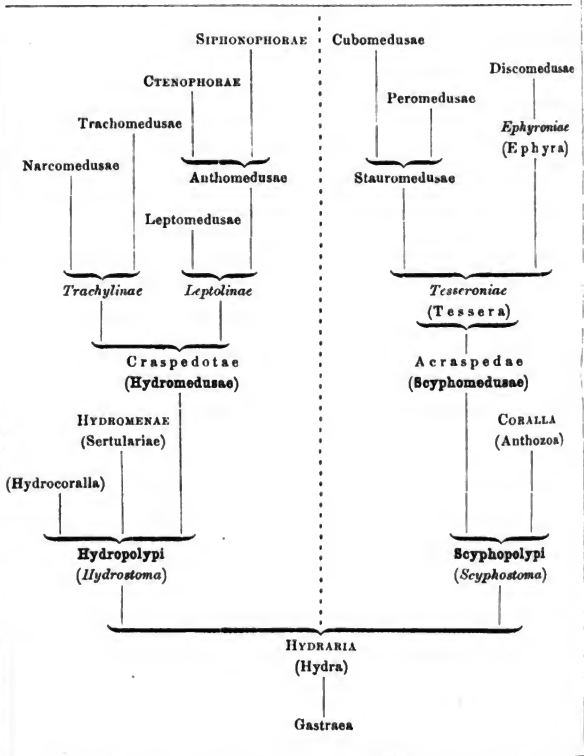 SIPHONOPHORAE
Cubomedusae
Discomedusae
CTENOPHORAE
Peromedusae
Trachomedusae
Ephyroniae
(Ephyra)
Narcomedusae
Anthomedusae
Stauromedusae
Leptomedusae
Trachylinae
Leptolinae
Tesseroniae
(Tessera)
Craspedotae
(Hydromedusae)
Acraspedae
(Scyphomedusae)
HYDROMENAE
(Sertulariae)
CORALLA
(Anthozoa)
(Hydrocoralla)
Hydropolypi
(Hydrostoma)
Scyphopolypi
(Scyphostoma)
HYDRARIA
(Hydra)
Gastraea